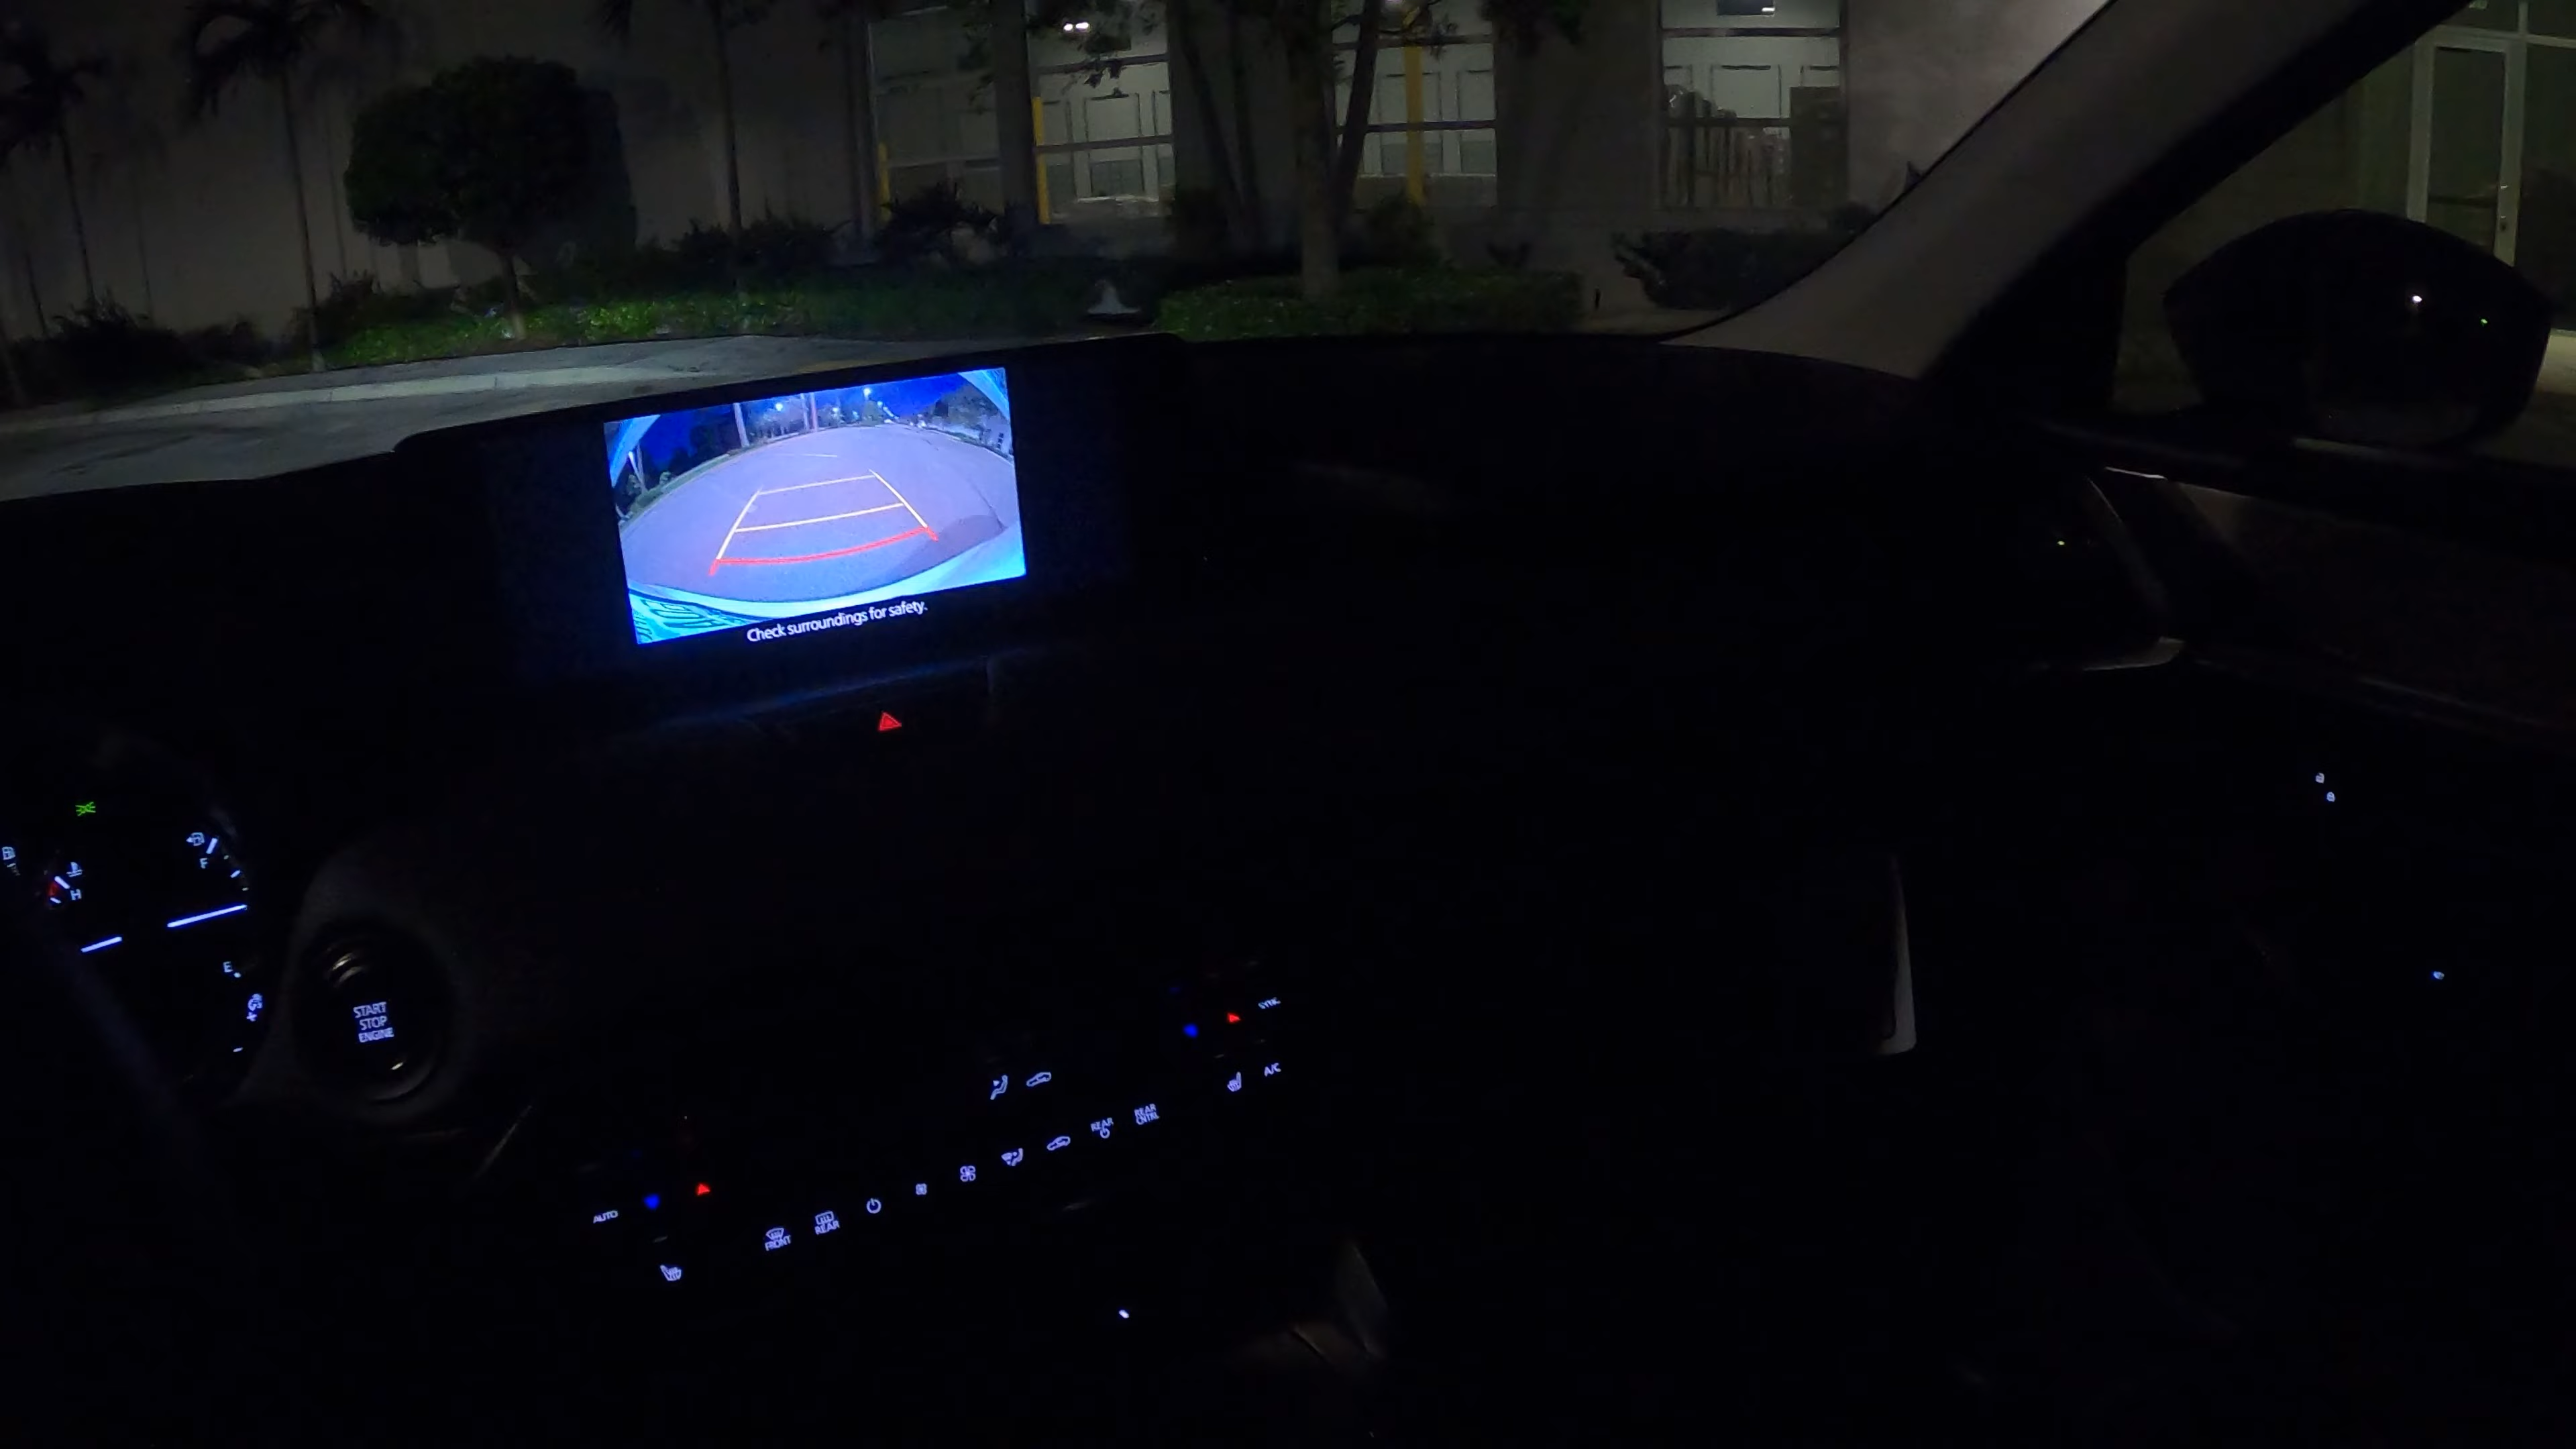 Check surroundings for safety.
F
H
E
START
STOP
ENGINE
SYNC
A/C
REAR
CNTRL
REAR
AUTO
REAR
FRONT